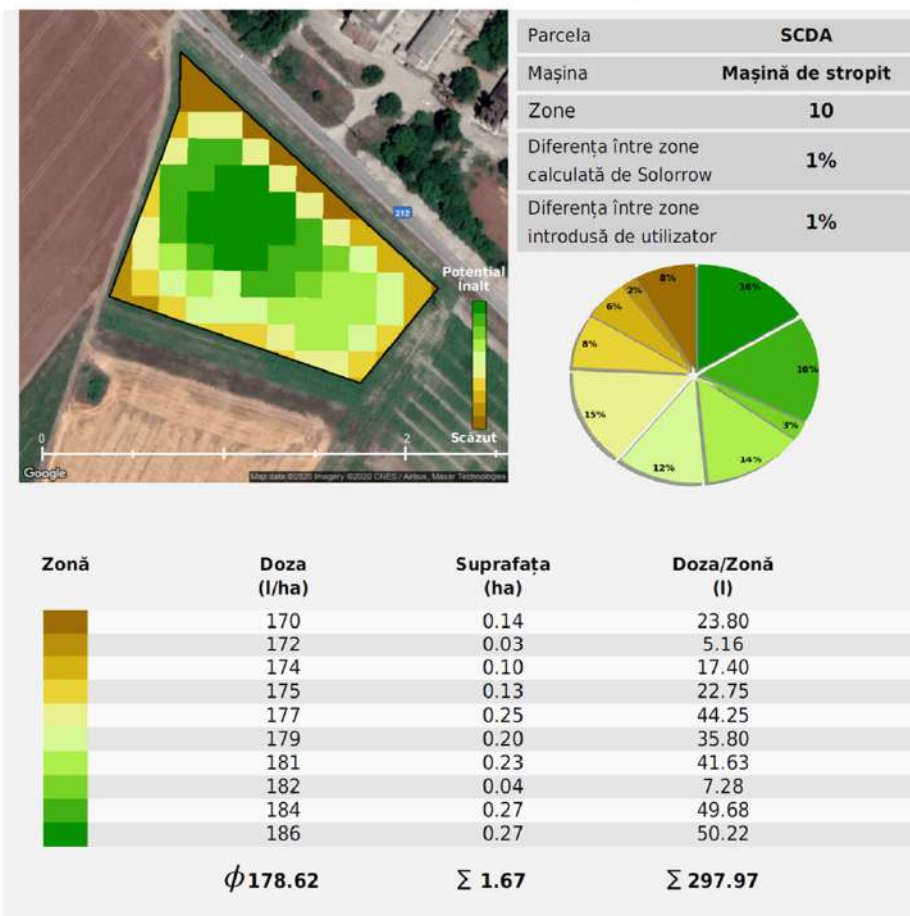 Parcela SCDA
Mașina Mașină de stropit
Zone 10
Diferența între zone
calculată de Solorrow 1%
Diferența între zone
introdusă de utilizator 1%
212
Potential
inalt
Scăzut
0 2
Google
Map data ©2020 Imagery ©2020 CNES / Airbus, Maxar Technologies
8% 16%
2%
6%
8% 16%
15% 3%
12% 14%
Zonă Doza Suprafața Doza/Zonă
(l/ha) (ha) (l)
170 0.14 23.80
172 0.03 5.16
174 0.10 17.40
175 0.13 22.75
177 0.25 44.25
179 0.20 35.80
181 0.23 41.63
182 0.04 7.28
184 0.27 49.68
186 0.27 50.22
ϕ178.62 Σ 1.67 Σ 297.97